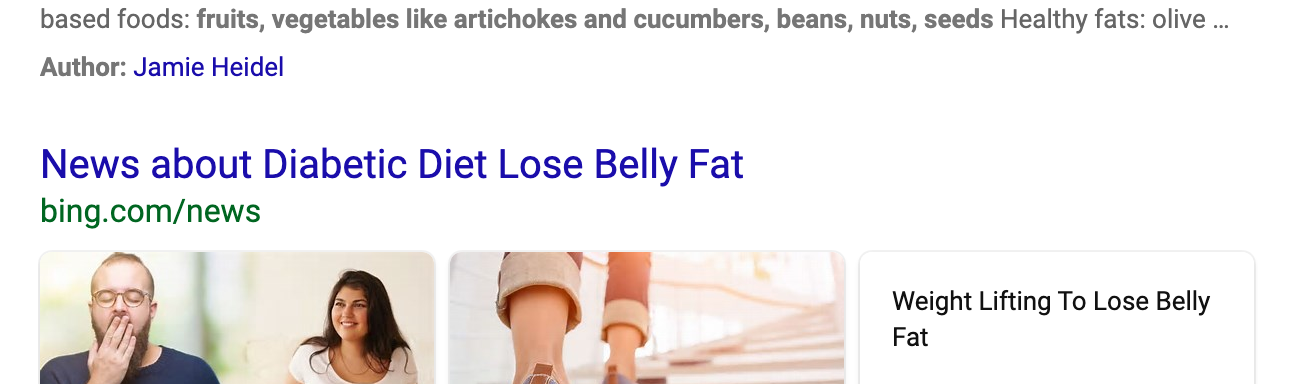 based foods: fruits, vegetables like artichokes and cucumbers, beans, nuts, seeds Healthy fats: olive ...
Author: Jamie Heidel
News about Diabetic Diet Lose Belly Fat
bing.com/news
Weight Lifting To Lose Belly
Fat